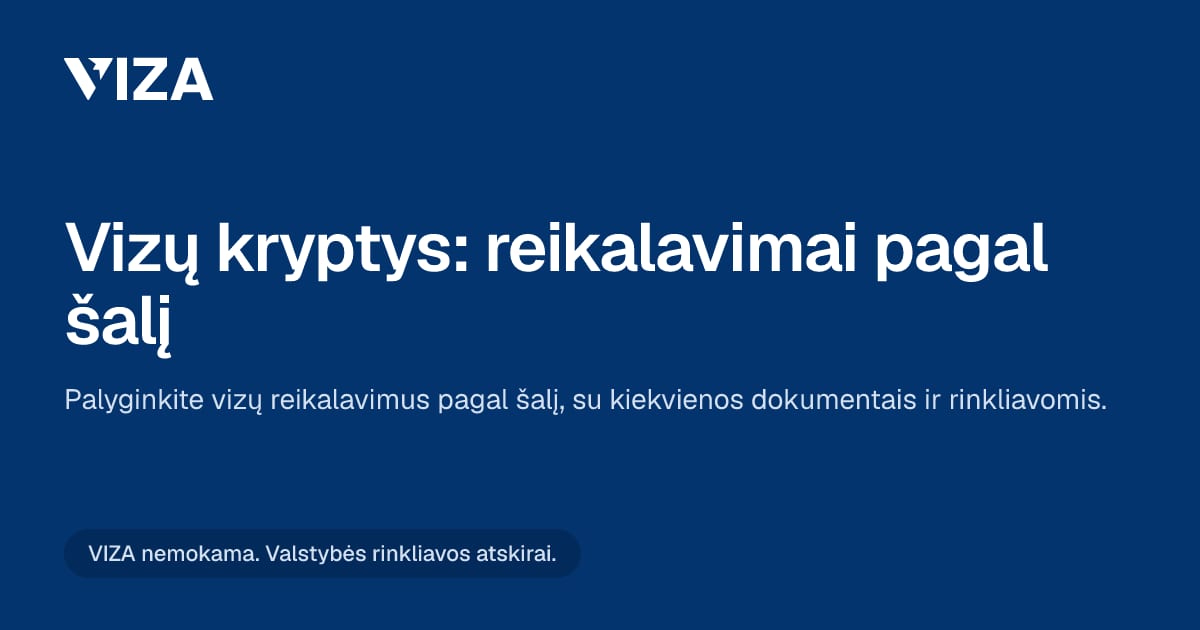 VIZA
Vizų kryptys: reikalavimai pagal
šalį
Palyginkite vizų reikalavimus pagal šalį, su kiekvienos dokumentais ir rinkliavomis.
VIZA nemokama. Valstybės rinkliavos atskirai.